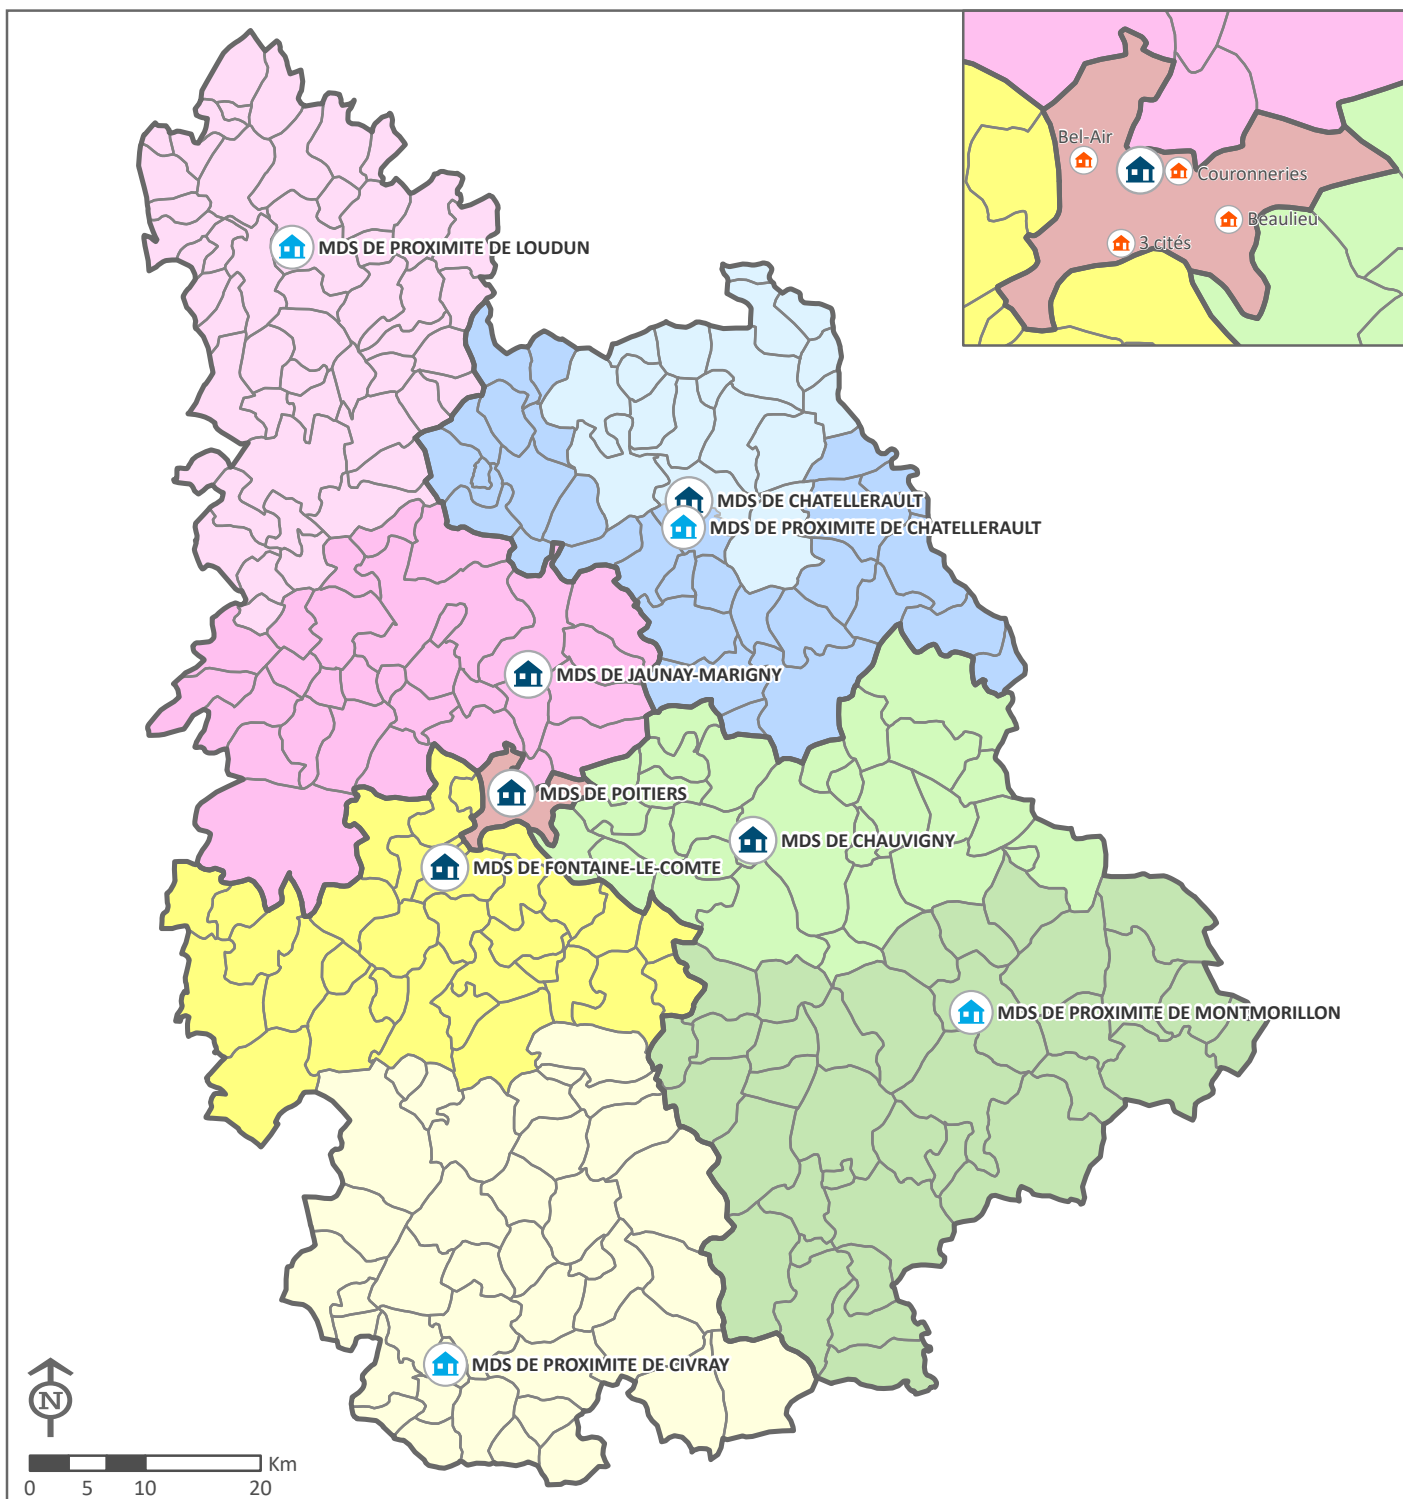 Bel-Air
Couronneries
Beaulieu
3 cités
MDS DE PROXIMITE DE LOUDUN
MDS DE CHATELLERAULT
MDS DE PROXIMITE DE CHATELLERAULT
MDS DE JAUNAY-MARIGNY
MDS DE POITIERS
MDS DE CHAUVIGNY
MDS DE FONTAINE-LE-COMTE
MDS DE PROXIMITE DE MONTMORILLON
MDS DE PROXIMITE DE CIVRAY
N
Km
0 5 10 20